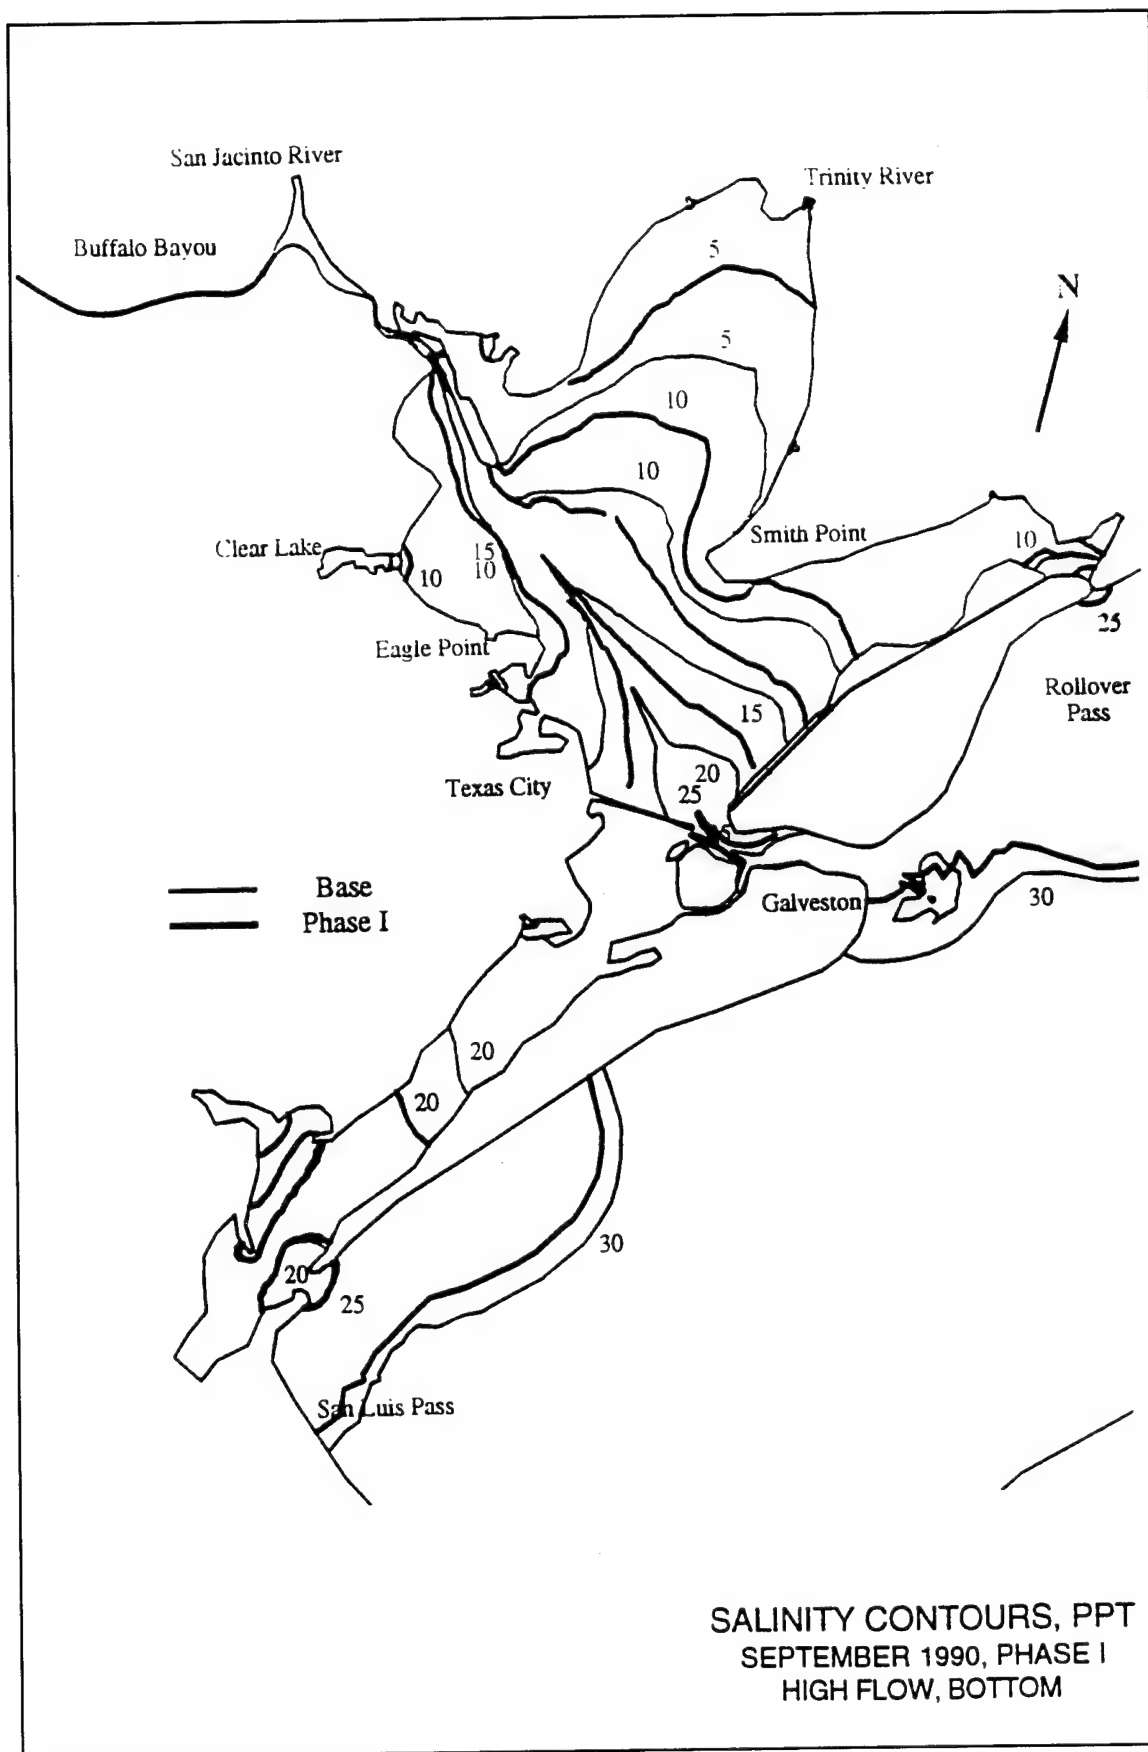 San Jacinto River
Trinity River
Buffalo Bayou
5
N
5
10
10
Smith Point
Clear Lake
15
10
10
10
25
Eagle Point
Rollover
Pass
15
20
Texas City
25
Base
Phase I
Galveston
30
20
20
30
20
25
San Luis Pass
SALINITY CONTOURS, PPT
SEPTEMBER 1990, PHASE I
HIGH FLOW, BOTTOM